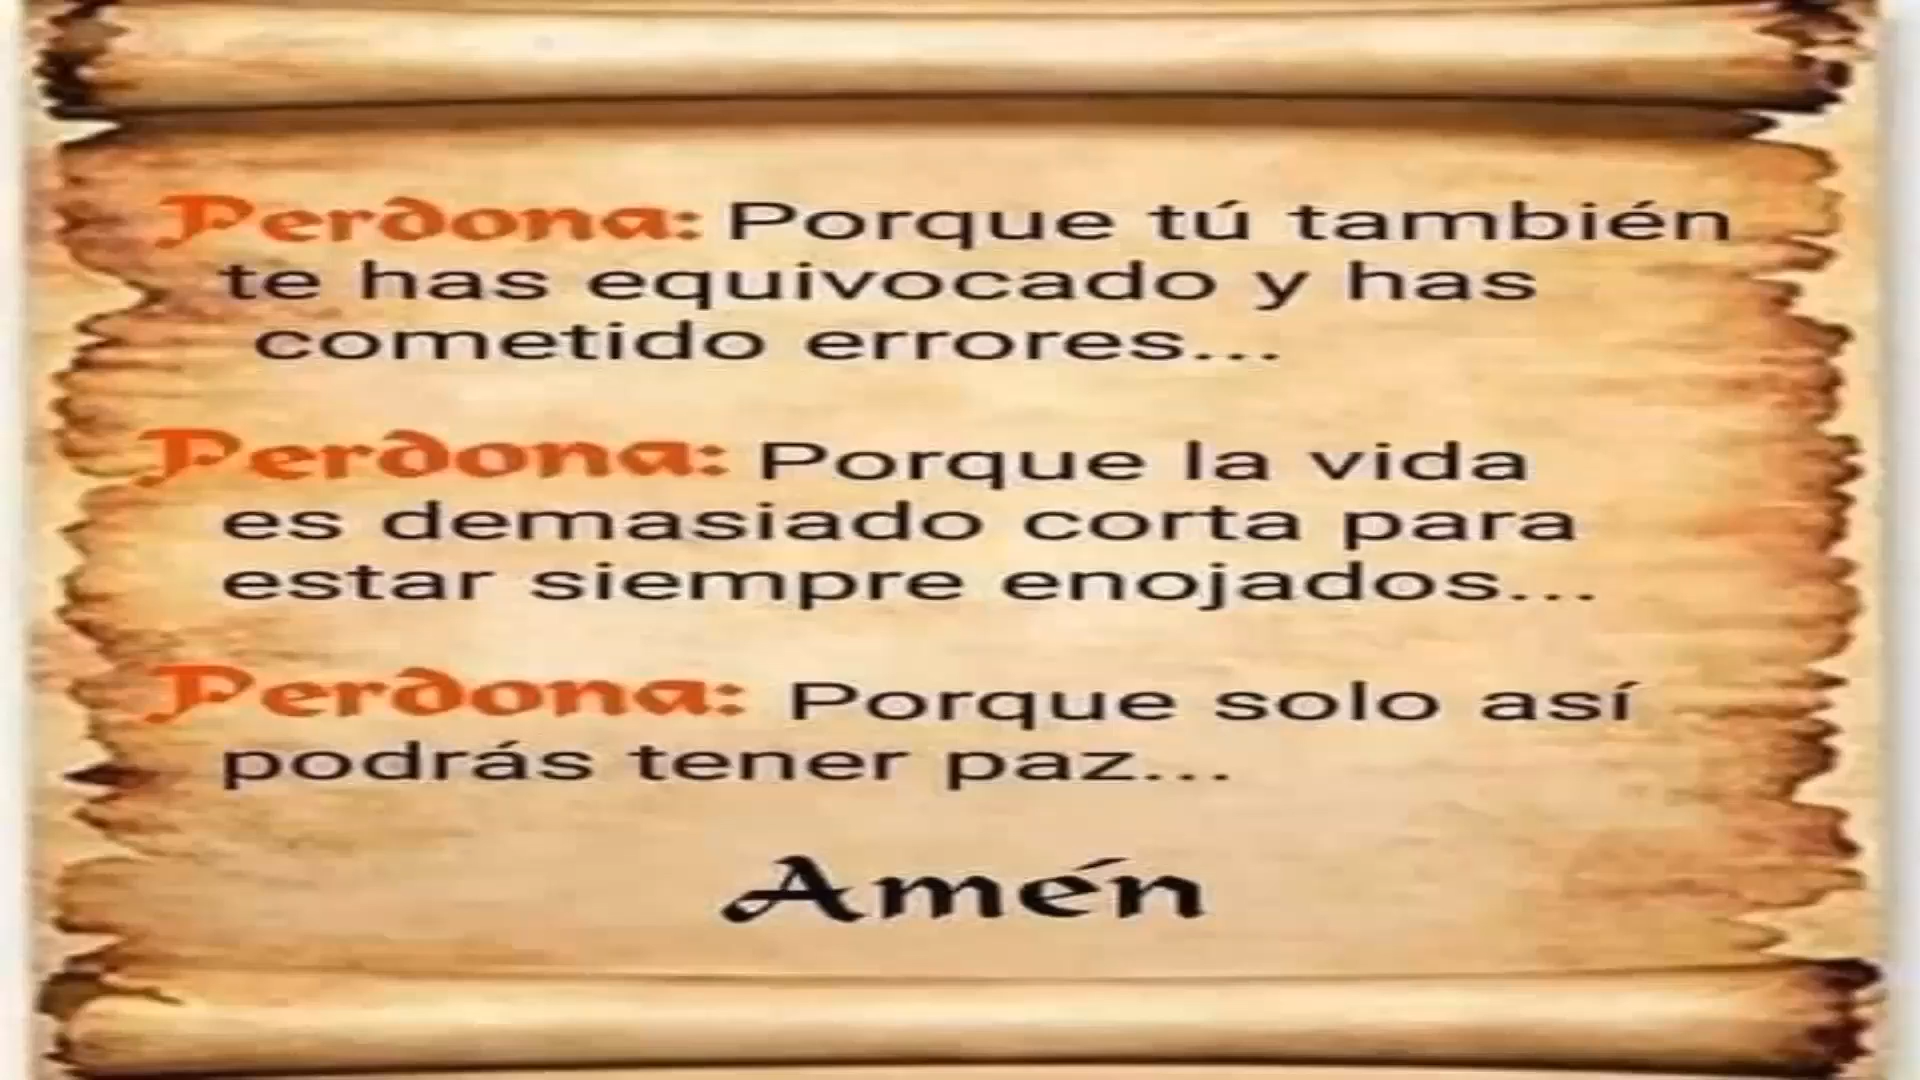 Perdona: Porque tú también
te has equivocado y has
cometido errores...
Perdona: Porque la vida
es demasiado corta para
estar siempre enojados...
Perdona: Porque solo así
podrás tener paz...
Amén